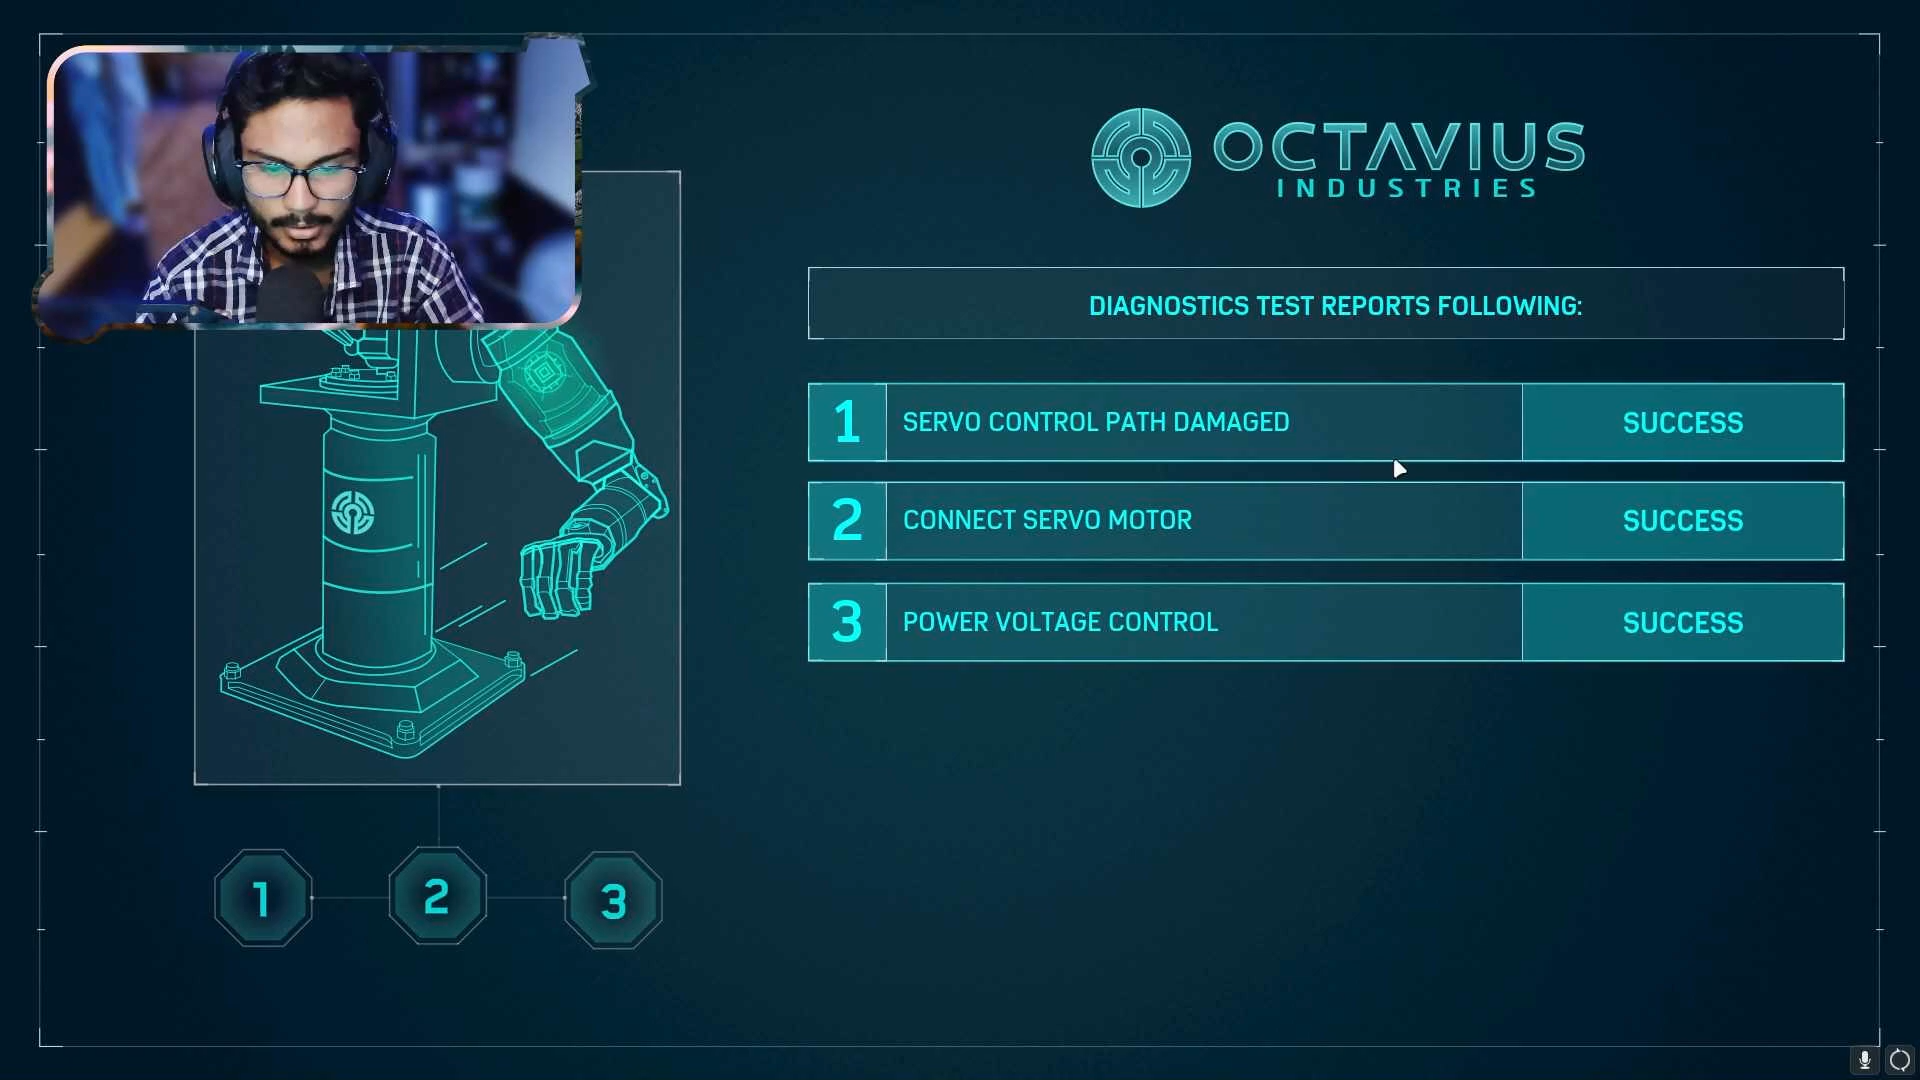 OCTAVIUS
INDUSTRIES
DIAGNOSTICS TEST REPORTS FOLLOWING:
1 SERVO CONTROL PATH DAMAGED SUCCESS
2 CONNECT SERVO MOTOR SUCCESS
3 POWER VOLTAGE CONTROL SUCCESS
1 2 3